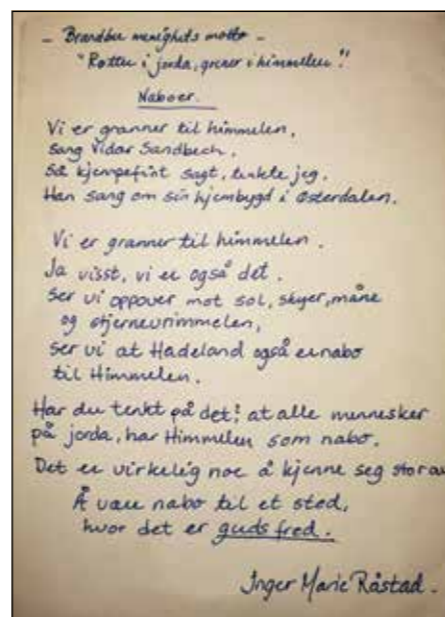 - Brandbu menighets motto -
"Røtter i jorda, grener i himmelen"!
Naboer.
Vi er granner til himmelen,
sang Vidar Sandbeck.
Så kjempefint sagt, tenkte jeg.
Han sang om sin hjembygd i Østerdalen.
Vi er granner til himmelen.
Ja visst, vi er også det.
Ser vi oppover mot sol, skyer, måne
og stjernevrimmelen,
ser vi at Hadeland også er nabo
til Himmelen.
Har du tenkt på det! at alle mennesker
på jorda, har Himmelen som nabo.
Det er virkelig noe å kjenne seg stor av
Å være nabo til et sted,
hvor det er guds fred.
Inger Marie Råstad.